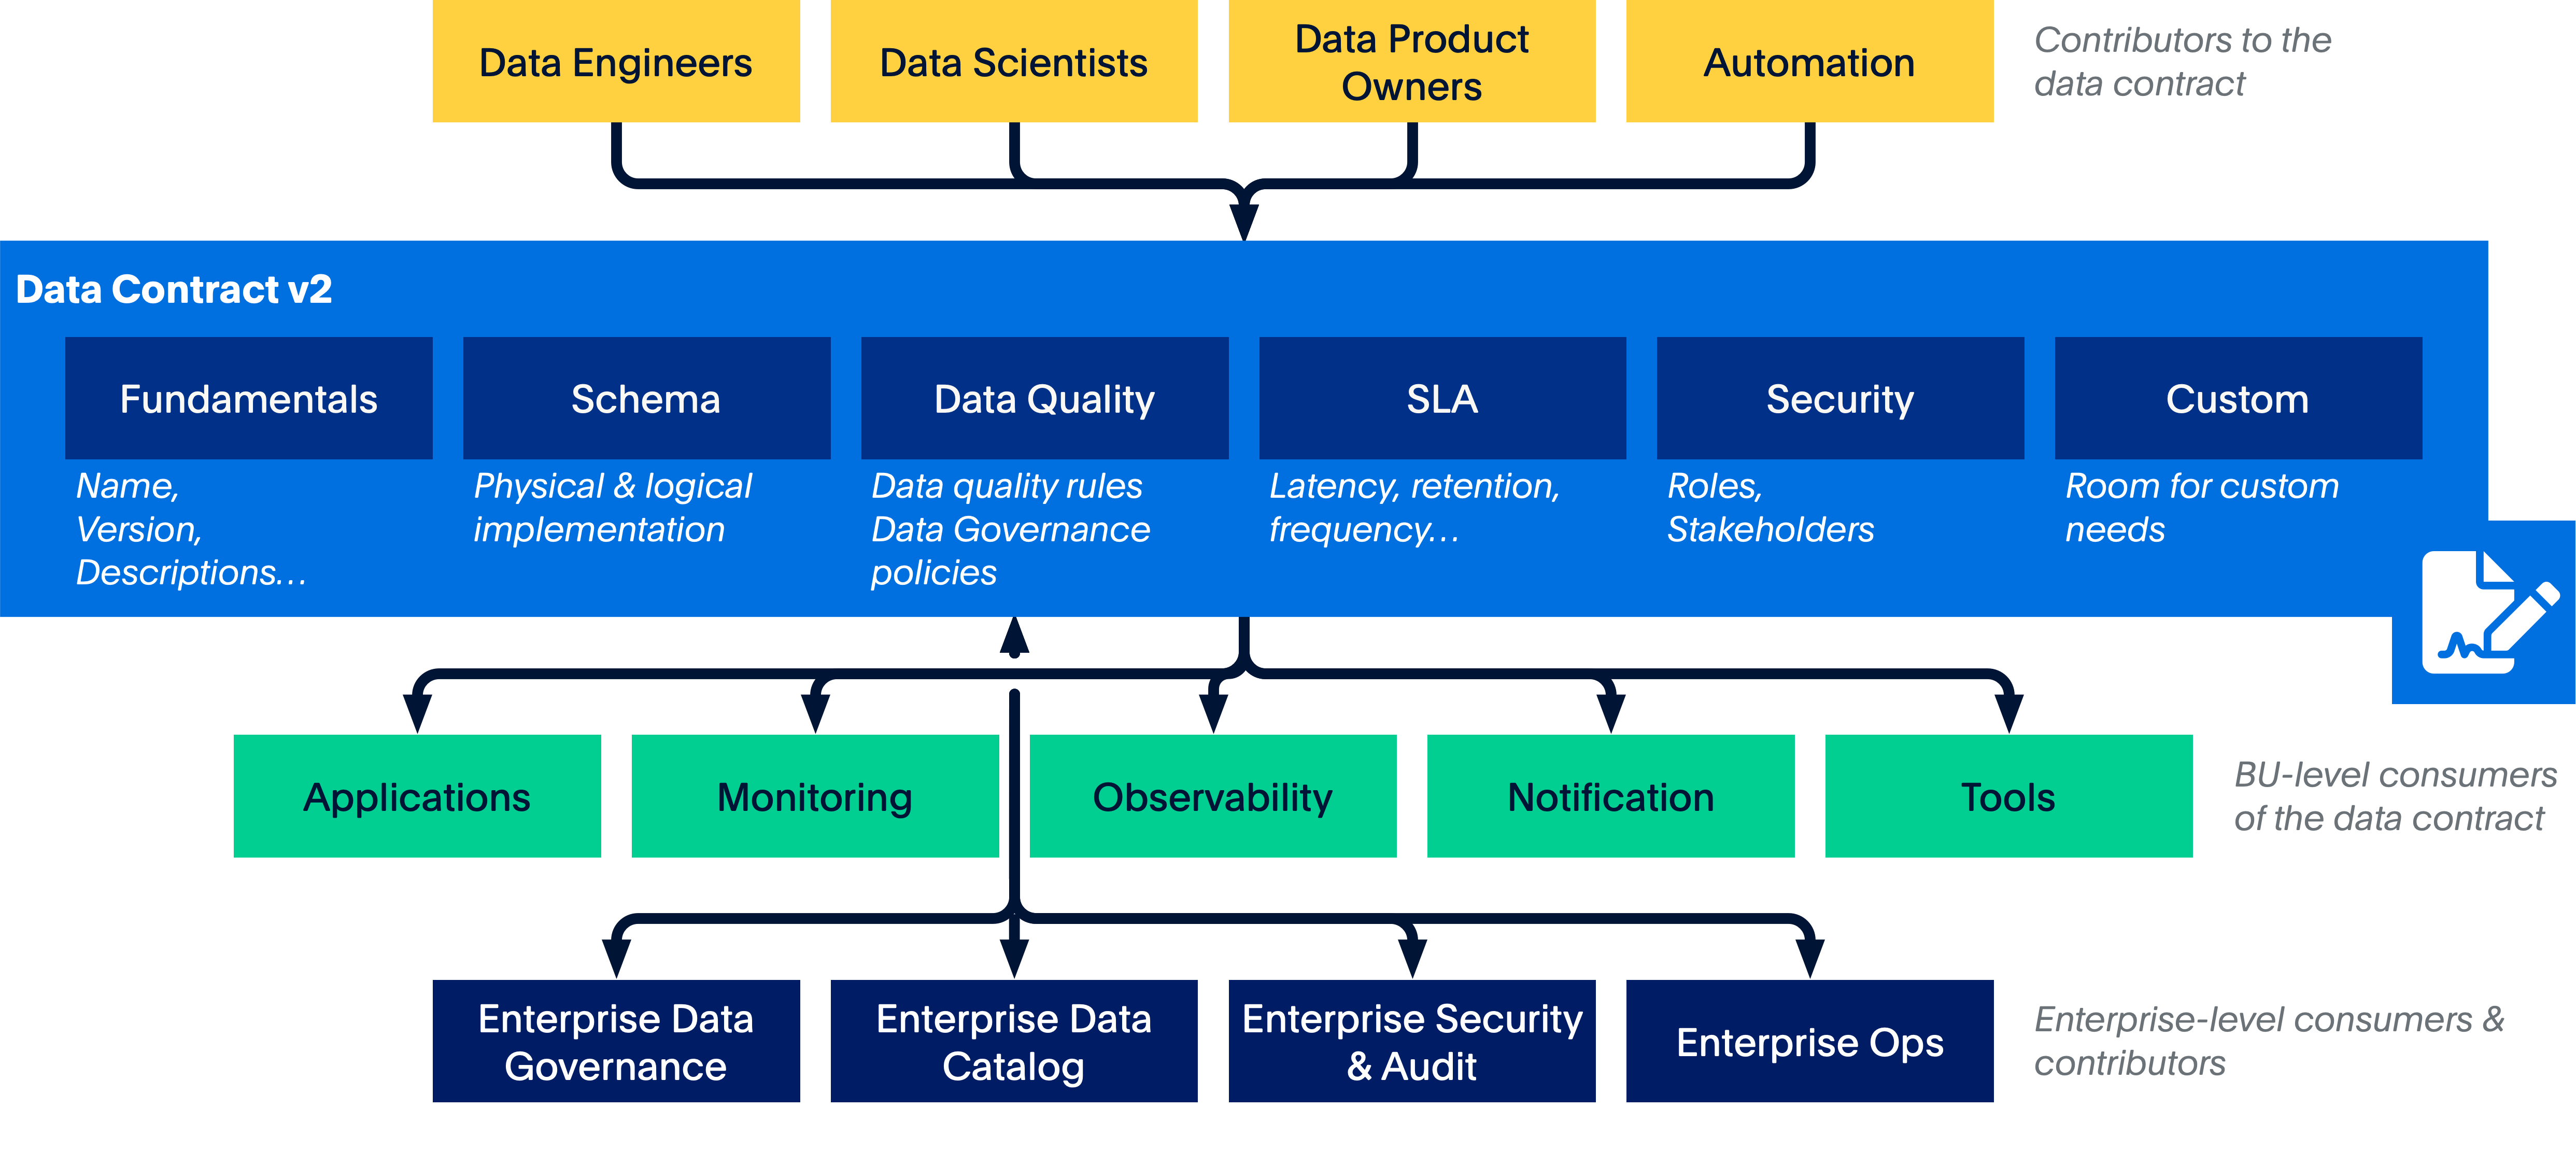 Data Engineers
Data Scientists
Data Product
Owners
Automation
Contributors to the
data contract
Data Contract v2
Fundamentals
Name,
Version,
Descriptions...
Schema
Physical & logical
implementation
Data Quality
Data quality rules
Data Governance
policies
SLA
Latency, retention,
frequency...
Security
Roles,
Stakeholders
Custom
Room for custom
needs
Applications
Monitoring
Observability
Notification
Tools
BU-level consumers
of the data contract
Enterprise Data
Governance
Enterprise Data
Catalog
Enterprise Security
& Audit
Enterprise Ops
Enterprise-level consumers &
contributors